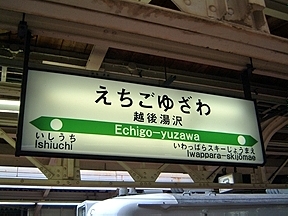 えちごゆざわ
越後湯沢
Echigo-yuzawa
いしうち
Ishiuchi
いわっぱらスキーじょうまえ
Iwappara-skijomae